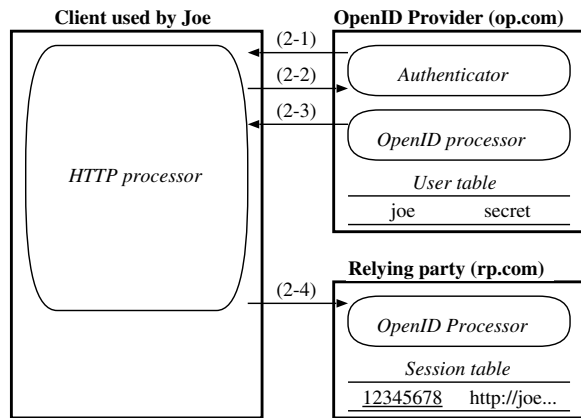 Client used by Joe
OpenID Provider (op.com)
(2-1)
(2-2)
(2-3)
Authenticator
OpenID processor
HTTP processor
User table
joe secret
Relying party (rp.com)
(2-4)
OpenID Processor
Session table
12345678 http://joe...